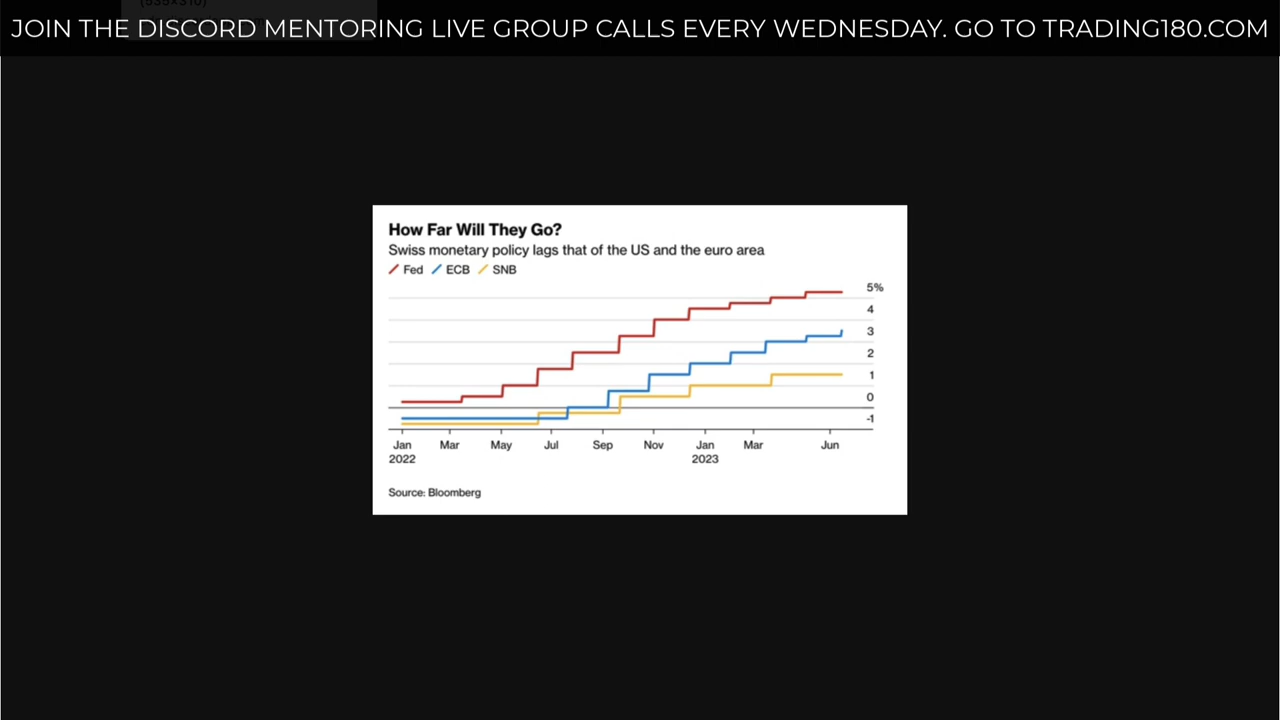 (535×310)
JOIN THE DISCORD MENTORING LIVE GROUP CALLS EVERY WEDNESDAY. GO TO TRADING180.COM
How Far Will They Go?
Swiss monetary policy lags that of the US and the euro area
Fed ECB SNB
5%
4
3
2
1
0
-1
Jan Mar May Jul Sep Nov Jan Mar Jun
2022 2023
Source: Bloomberg